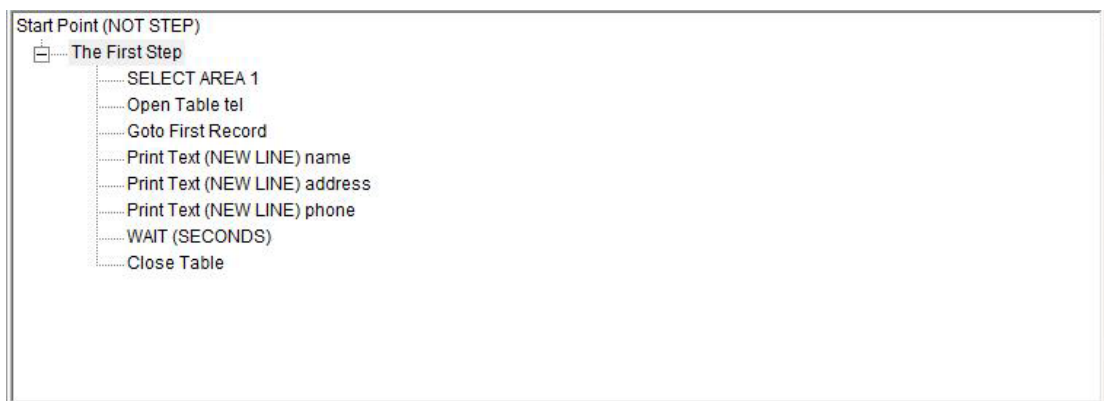 Start Point (NOT STEP)
The First Step
SELECT AREA 1
Open Table tel
Goto First Record
Print Text (NEW LINE) name
Print Text (NEW LINE) address
Print Text (NEW LINE) phone
WAIT (SECONDS)
Close Table